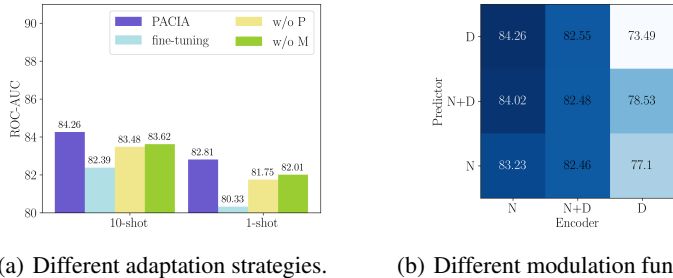 90
88
86
84
82
80
ROC-AUC
PACIA
fine-tuning
w/o P
w/o M
84.26
82.39
83.48
83.62
82.81
80.33
81.75
82.01
10-shot
1-shot
(a) Different adaptation strategies.
Predictor
D
84.26 82.55 73.49
N+D
84.02 82.48 78.53
N
83.23 82.46 77.1
N N+D D
Encoder
(b) Different modulation